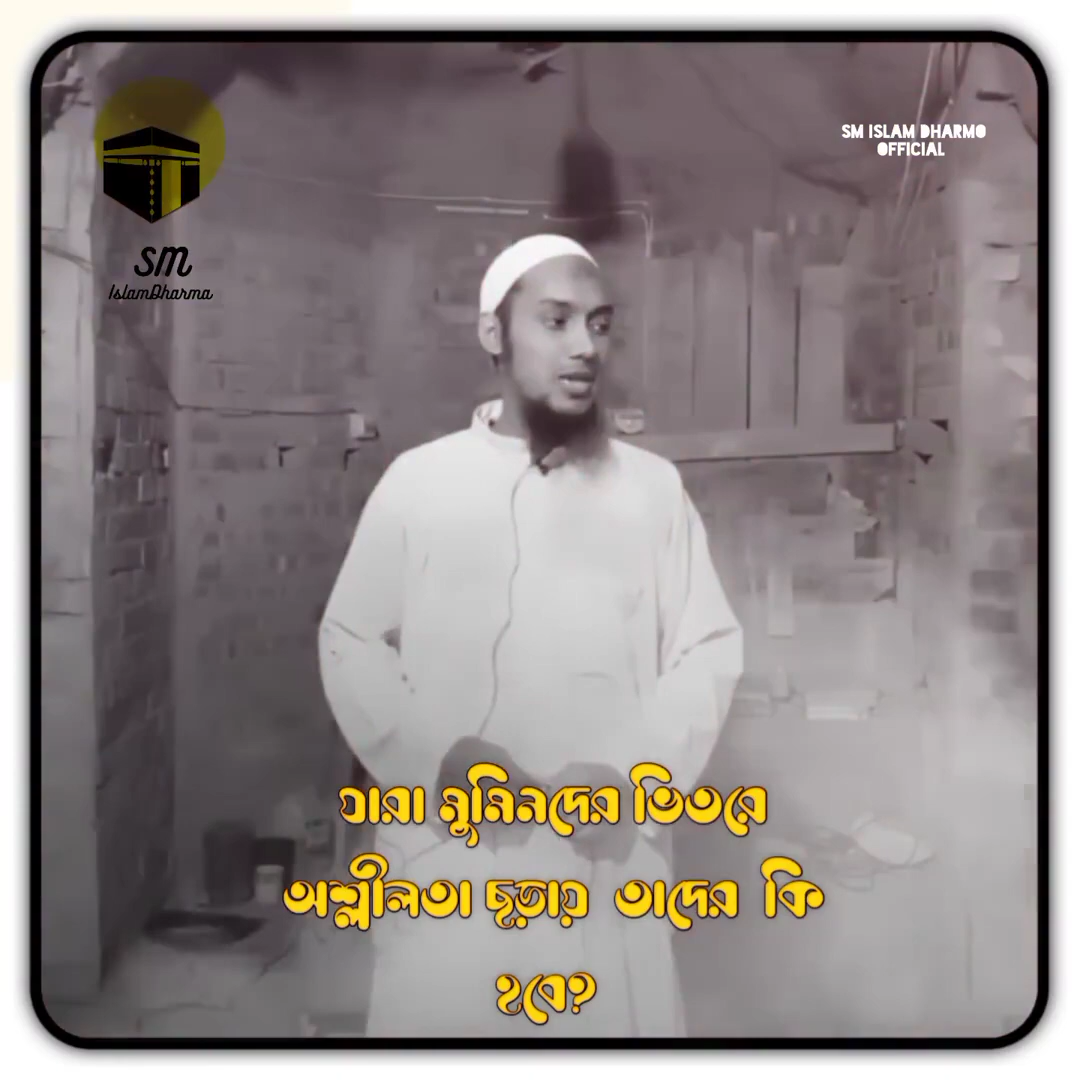 SM ISLAM DHARMO
OFFICIAL
SM
IslamDharma
যারা মুমিনদের ভিতরে
অশ্লীলতা ছড়ায় তাদের কি
হবে?